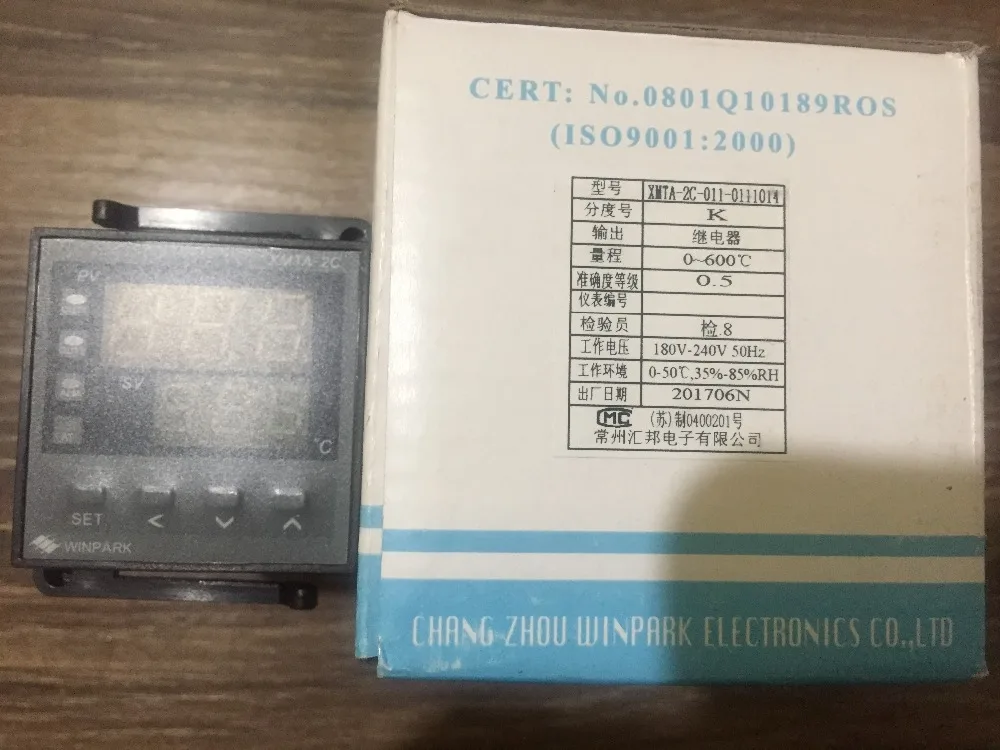 CERT: No.0801Q10189ROS
(ISO9001:2000)
型号 XMTA-2C-011-0111014
分度号 K
输出 继电器
量程 0~600℃
准确度等级 0.5
仪表编号
检验员 检.8
工作电压 180V-240V 50Hz
工作环境 0-50℃,35%-85%RH
出厂日期 201706N
MC (苏)制0400201号
常州汇邦电子有限公司
CHANG ZHOU WINPARK ELECTRONICS CO.,LTD
XMTA-2C
PV
SV
℃
SET < ∨ ∧
WINPARK